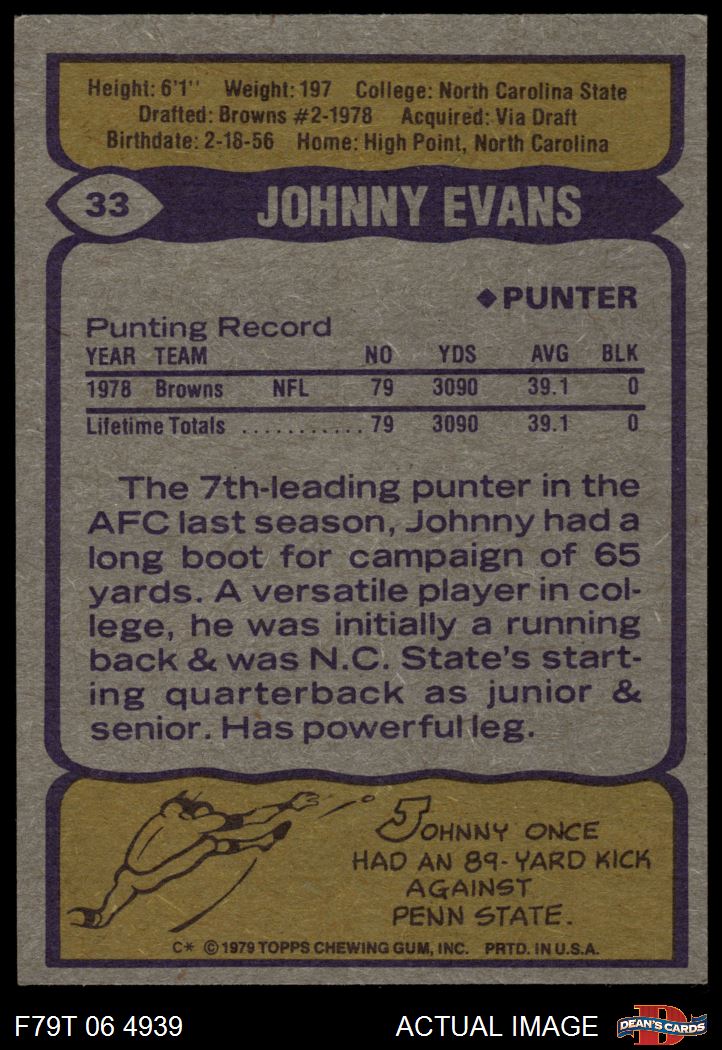 Height: 6'1" Weight: 197 College: North Carolina State
Drafted: Browns #2-1978 Acquired: Via Draft
Birthdate: 2-18-56 Home: High Point, North Carolina
33 JOHNNY EVANS
◆PUNTER
Punting Record
YEAR TEAM NO YDS AVG BLK
1978 Browns NFL 79 3090 39.1 0
Lifetime Totals ........... 79 3090 39.1 0
The 7th-leading punter in the
AFC last season, Johnny had a
long boot for campaign of 65
yards. A versatile player in col-
lege, he was initially a running
back & was N.C. State's start-
ing quarterback as junior &
senior. Has powerful leg.
JOHNNY ONCE
HAD AN 89-YARD KICK
AGAINST
PENN STATE.
C* © 1979 TOPPS CHEWING GUM, INC. PRTD. IN U.S.A.
F79T 06 4939 ACTUAL IMAGE DEAN'S CARDS